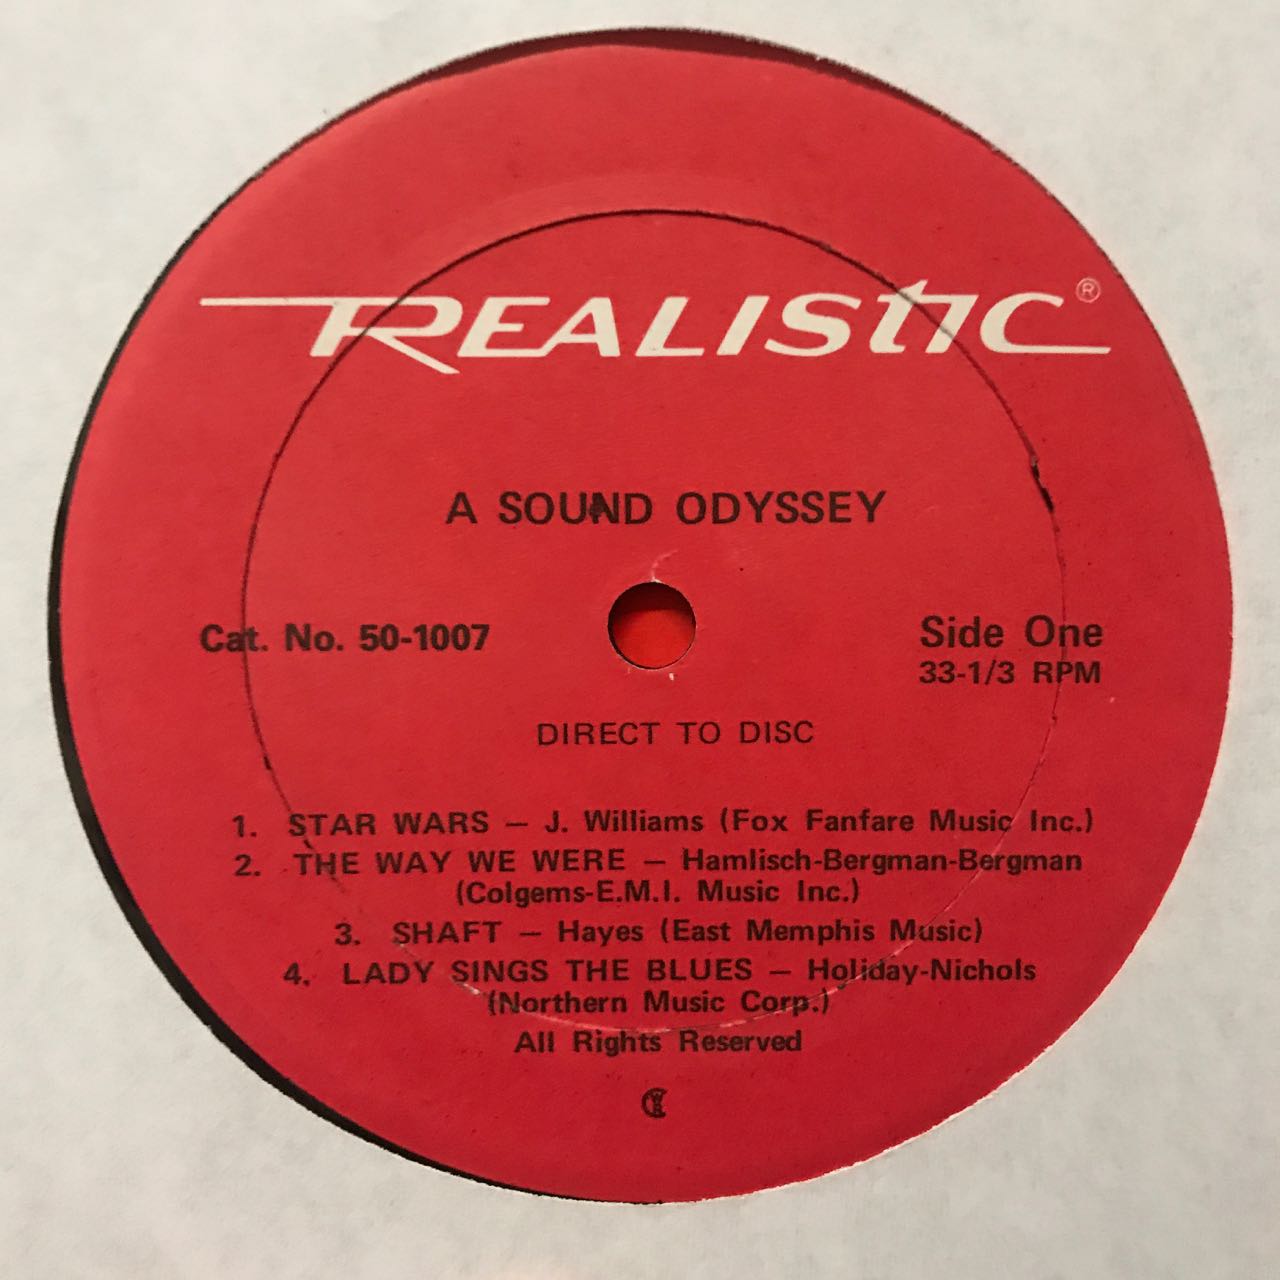 REALISTIC®
A SOUND ODYSSEY
Cat. No. 50-1007
Side One
33-1/3 RPM
DIRECT TO DISC
1. STAR WARS — J. Williams (Fox Fanfare Music Inc.)
2. THE WAY WE WERE — Hamlisch-Bergman-Bergman
(Colgems-E.M.I. Music Inc.)
3. SHAFT — Hayes (East Memphis Music)
4. LADY SINGS THE BLUES — Holiday-Nichols
(Northern Music Corp.)
All Rights Reserved